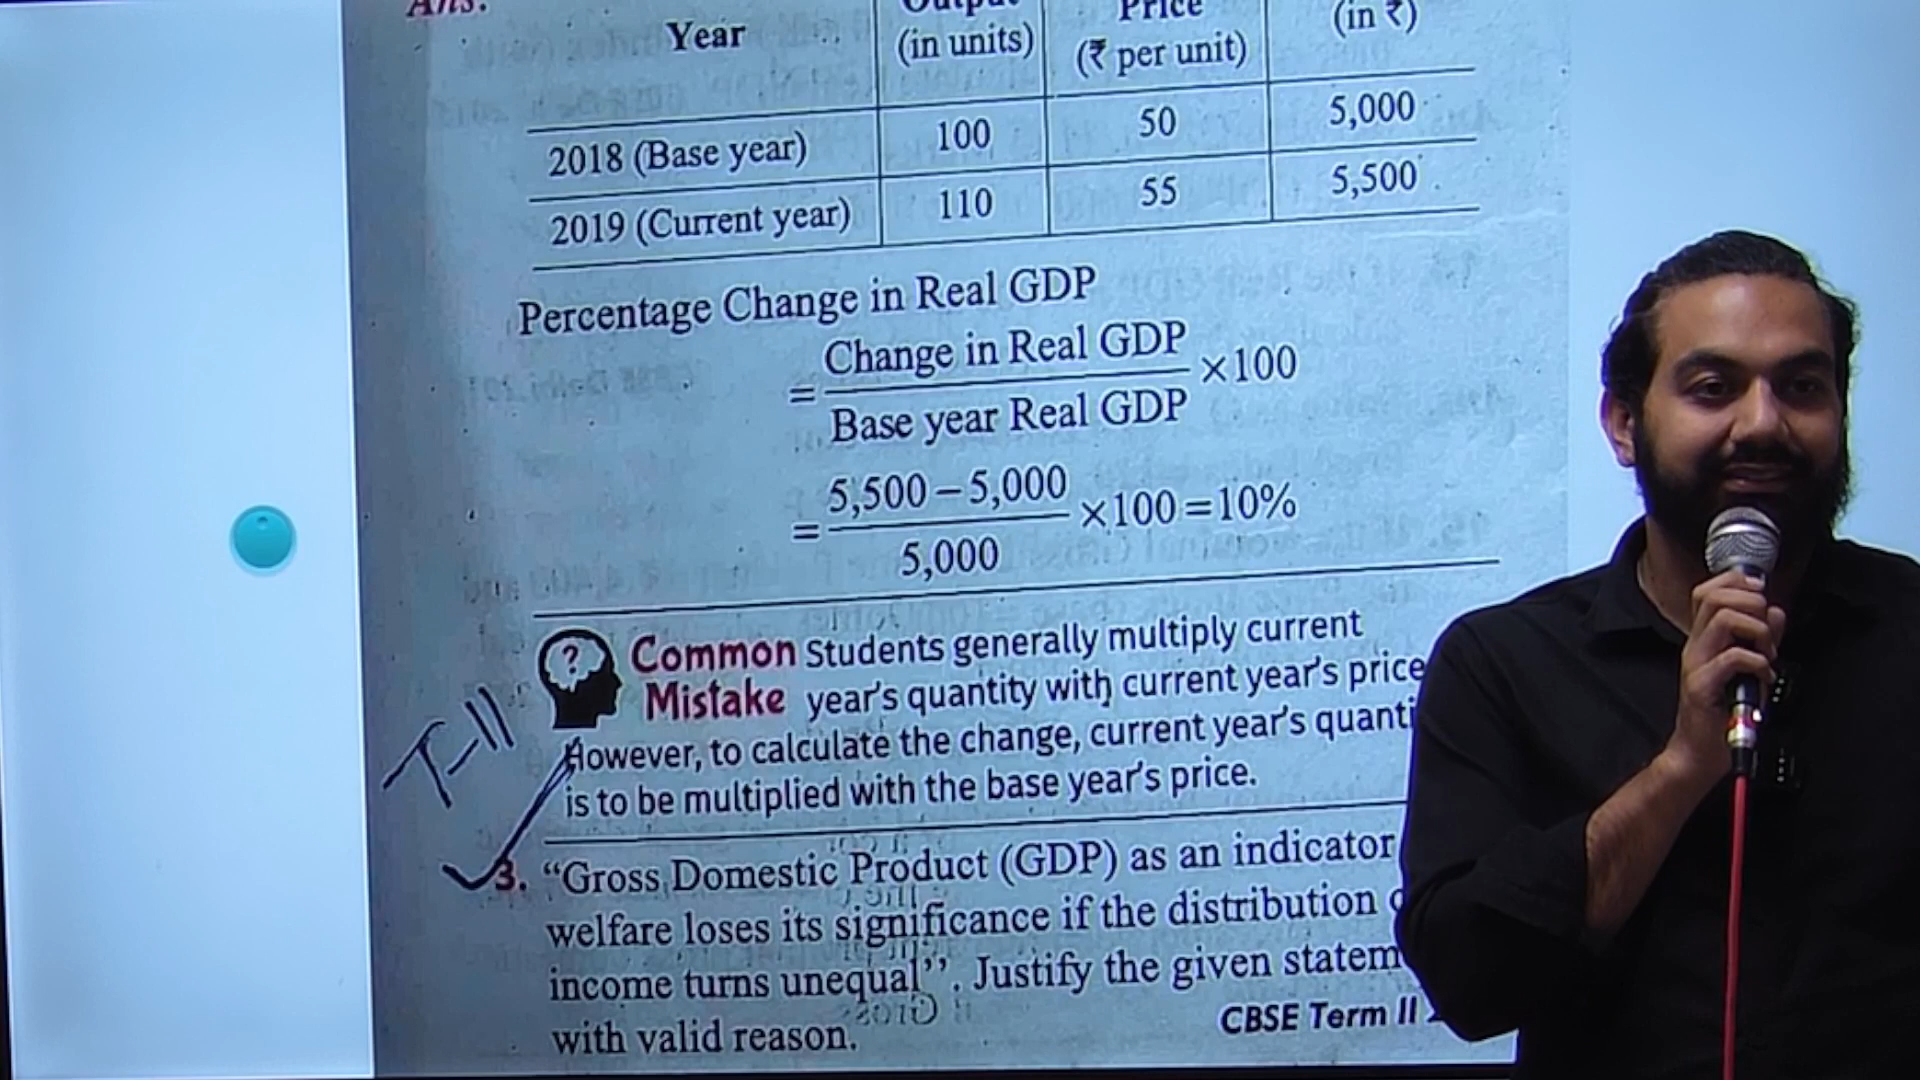 Ans.
Year
Output
(in units)
Price
(₹ per unit)
(in ₹)
2018 (Base year) 100 50 5,000
2019 (Current year) 110 55 5,500
Percentage Change in Real GDP
= Change in Real GDP ×100
Base year Real GDP
= 5,500 – 5,000 ×100 = 10%
5,000
?
Common Students generally multiply current
Mistake year's quantity with current year's price
However, to calculate the change, current year's quanti
is to be multiplied with the base year's price.
T-II
3. “Gross Domestic Product (GDP) as an indicator
welfare loses its significance if the distribution
income turns unequal”. Justify the given statem
with valid reason.
CBSE Term II